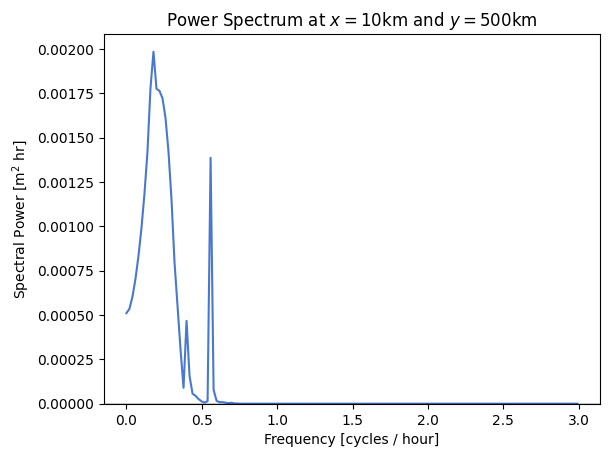 Power Spectrum at x = 10km and y = 500km
Spectral Power [m² hr]
0.00200
0.00175
0.00150
0.00125
0.00100
0.00075
0.00050
0.00025
0.00000
0.0 0.5 1.0 1.5 2.0 2.5 3.0
Frequency [cycles / hour]